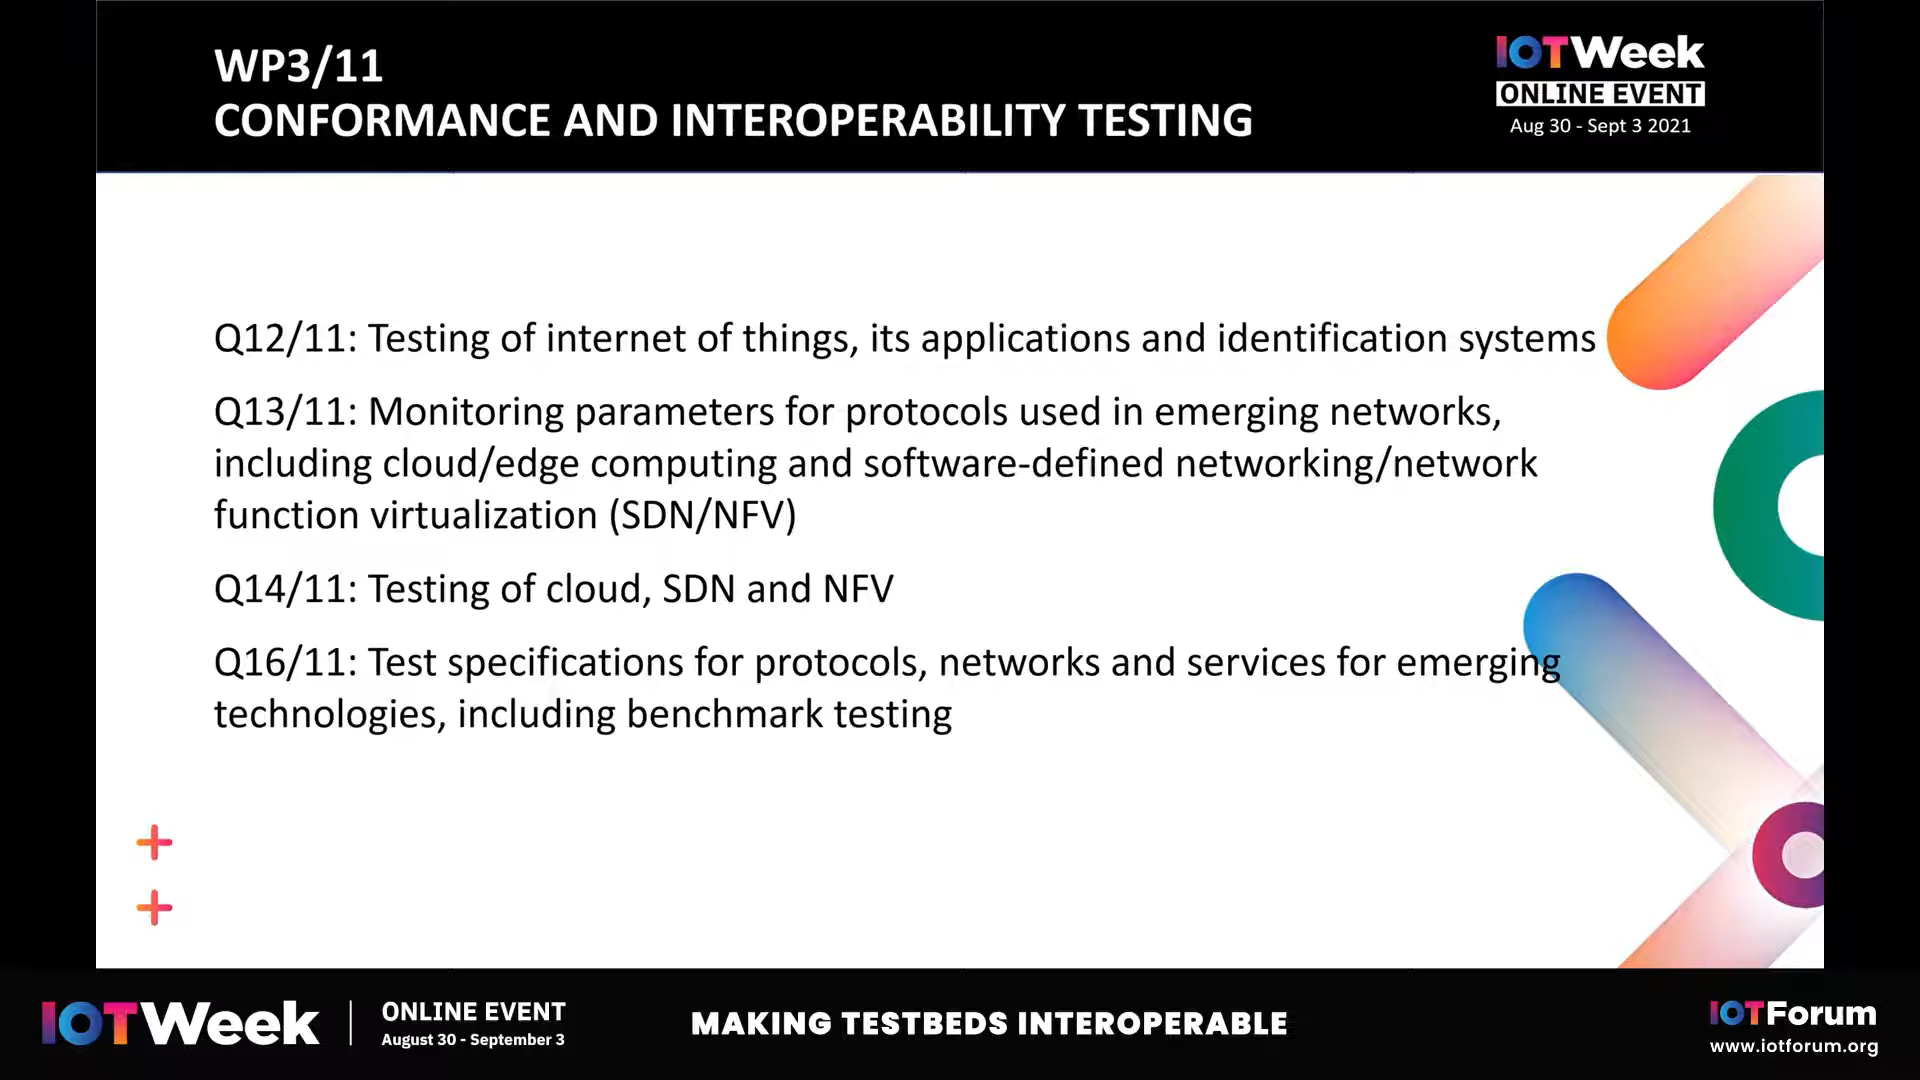 WP3/11
CONFORMANCE AND INTEROPERABILITY TESTING
IOTWeek
ONLINE EVENT
Aug 30 - Sept 3 2021
Q12/11: Testing of internet of things, its applications and identification systems
Q13/11: Monitoring parameters for protocols used in emerging networks,
including cloud/edge computing and software-defined networking/network
function virtualization (SDN/NFV)
Q14/11: Testing of cloud, SDN and NFV
Q16/11: Test specifications for protocols, networks and services for emerging
technologies, including benchmark testing
IOTWeek
ONLINE EVENT
August 30 - September 3
MAKING TESTBEDS INTEROPERABLE
IOTForum
www.iotforum.org